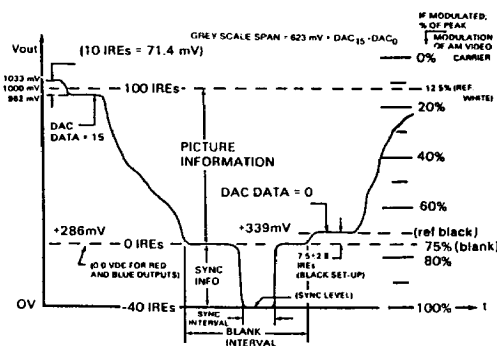 Vout
(10 IREs = 71.4 mV)
GREY SCALE SPAN = 623 mV = DAC15 - DAC0
IF MODULATED,
% OF PEAK
MODULATION
OF AM VIDEO
CARRIER
0%
1033 mV
1000 mV
962 mV
100 IREs
12.5% (REF.
WHITE)
20%
DAC
DATA = 15
PICTURE
INFORMATION
40%
DAC DATA = 0
60%
+286mV
+339mV
(ref black)
0 IREs
75% (blank)
(0.0 VDC FOR RED
AND BLUE OUTPUTS)
SYNC
INFO
7.5 ± 2.8
IREs
(BLACK SET-UP)
80%
OV
-40 IREs
(SYNC LEVEL)
100%
t
SYNC
INTERVAL
BLANK
INTERVAL